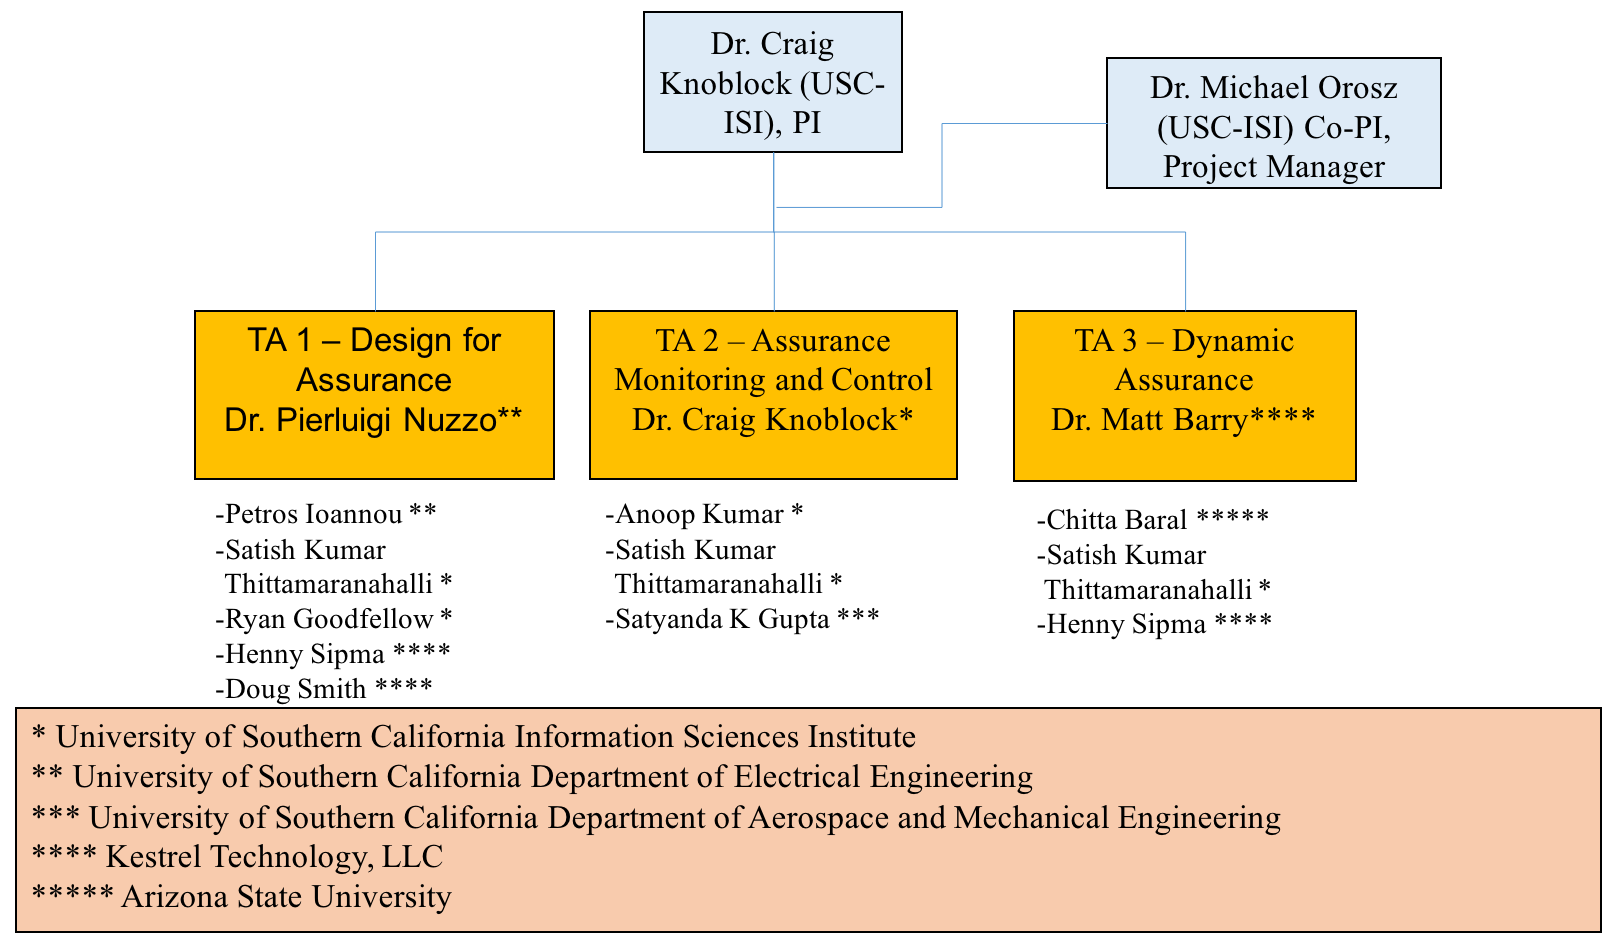 Dr. Craig
Knoblock (USC-
ISI), PI
Dr. Michael Orosz
(USC-ISI) Co-PI,
Project Manager
TA 1 – Design for
Assurance
Dr. Pierluigi Nuzzo**
TA 2 – Assurance
Monitoring and Control
Dr. Craig Knoblock*
TA 3 – Dynamic
Assurance
Dr. Matt Barry****
-Petros Ioannou **
-Satish Kumar
Thittamaranahalli *
-Ryan Goodfellow *
-Henny Sipma ****
-Doug Smith ****
-Anoop Kumar *
-Satish Kumar
Thittamaranahalli *
-Satyanda K Gupta ***
-Chitta Baral *****
-Satish Kumar
Thittamaranahalli *
-Henny Sipma ****
* University of Southern California Information Sciences Institute
** University of Southern California Department of Electrical Engineering
*** University of Southern California Department of Aerospace and Mechanical Engineering
**** Kestrel Technology, LLC
***** Arizona State University